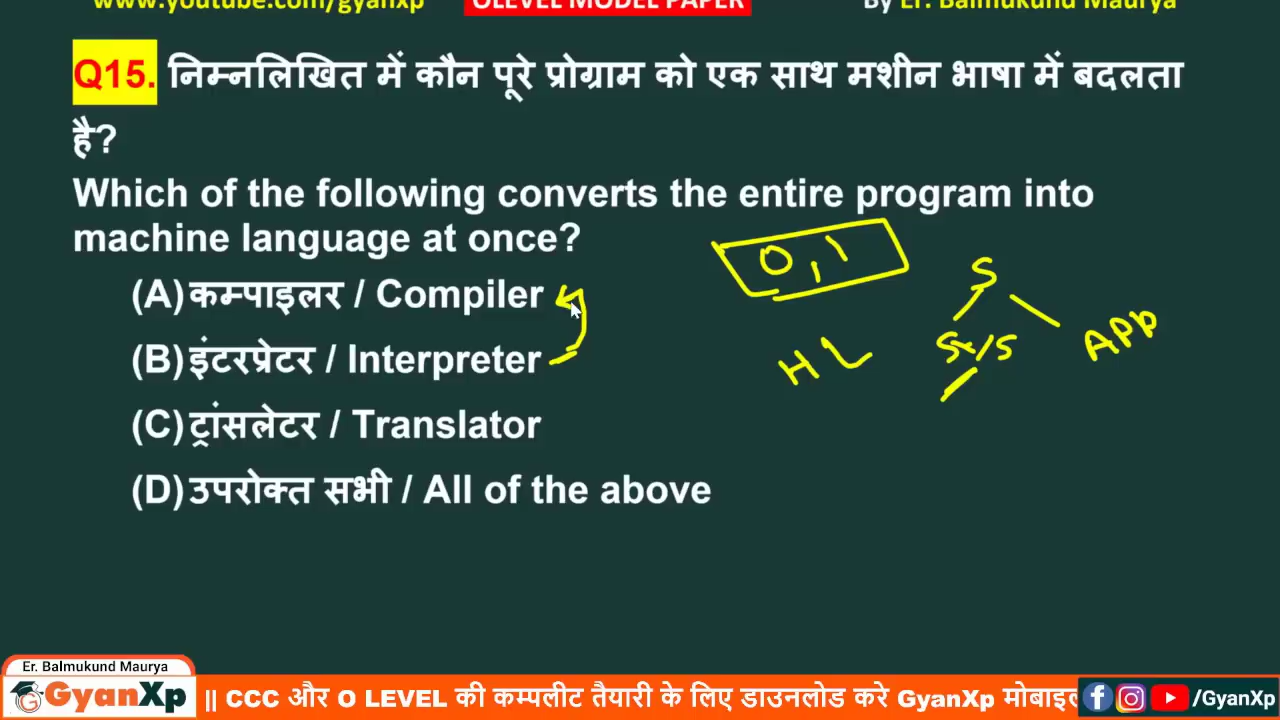 www.youtube.com/gyanxp OLEVEL MODEL PAPER By Er. Balmukund Maurya
Q15. निम्नलिखित में कौन पूरे प्रोग्राम को एक साथ मशीन भाषा में बदलता
है?
Which of the following converts the entire program into
machine language at once?
0, 1
(A) कम्पाइलर / Compiler
S
(B) इंटरप्रेटर / Interpreter
HL
S/S
APP
(C) ट्रांसलेटर / Translator
(D) उपरोक्त सभी / All of the above
Er. Balmukund Maurya
GyanXp || CCC और O LEVEL की कम्पलीट तैयारी के लिए डाउनलोड करे GyanXp मोबाइल /GyanXp